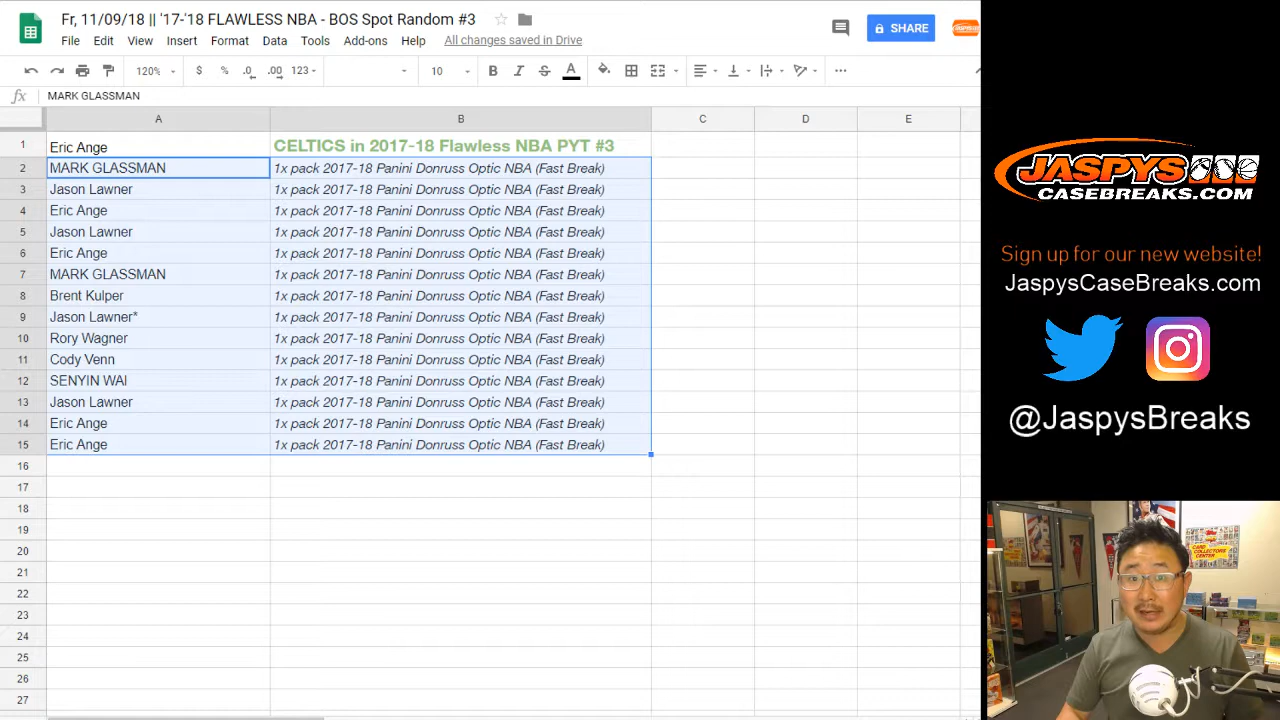 Fr, 11/09/18 || '17-'18 FLAWLESS NBA - BOS Spot Random #3
File Edit View Insert Format Data Tools Add-ons Help All changes saved in Drive
SHARE
120% $ % .0 .00 123 10 B I S A
fx MARK GLASSMAN
A B C D E
1 Eric Ange CELTICS in 2017-18 Flawless NBA PYT #3
2 MARK GLASSMAN 1x pack 2017-18 Panini Donruss Optic NBA (Fast Break)
3 Jason Lawner 1x pack 2017-18 Panini Donruss Optic NBA (Fast Break)
4 Eric Ange 1x pack 2017-18 Panini Donruss Optic NBA (Fast Break)
5 Jason Lawner 1x pack 2017-18 Panini Donruss Optic NBA (Fast Break)
6 Eric Ange 1x pack 2017-18 Panini Donruss Optic NBA (Fast Break)
7 MARK GLASSMAN 1x pack 2017-18 Panini Donruss Optic NBA (Fast Break)
8 Brent Kulper 1x pack 2017-18 Panini Donruss Optic NBA (Fast Break)
9 Jason Lawner* 1x pack 2017-18 Panini Donruss Optic NBA (Fast Break)
10 Rory Wagner 1x pack 2017-18 Panini Donruss Optic NBA (Fast Break)
11 Cody Venn 1x pack 2017-18 Panini Donruss Optic NBA (Fast Break)
12 SENYIN WAI 1x pack 2017-18 Panini Donruss Optic NBA (Fast Break)
13 Jason Lawner 1x pack 2017-18 Panini Donruss Optic NBA (Fast Break)
14 Eric Ange 1x pack 2017-18 Panini Donruss Optic NBA (Fast Break)
15 Eric Ange 1x pack 2017-18 Panini Donruss Optic NBA (Fast Break)
16
17
18
19
20
21
22
23
24
25
26
27
JASPYS
CASEBREAKS.COM
Sign up for our new website!
JaspysCaseBreaks.com
@JaspysBreaks
CARD
COLLECTORS
CENTER